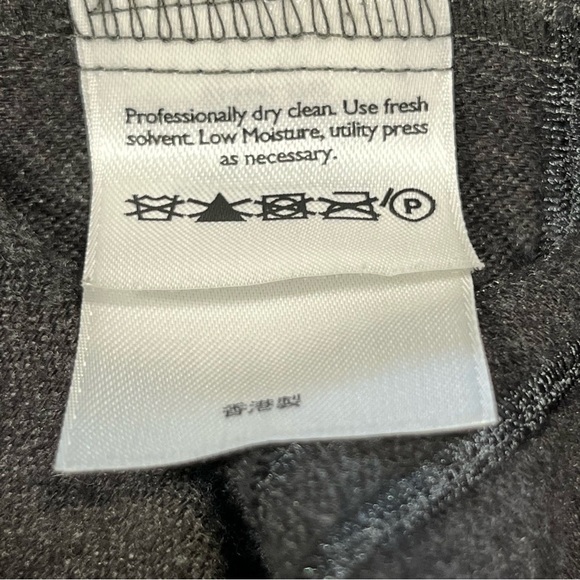 Professionally dry clean. Use fresh
solvent. Low Moisture, utility press
as necessary.
P
香港製